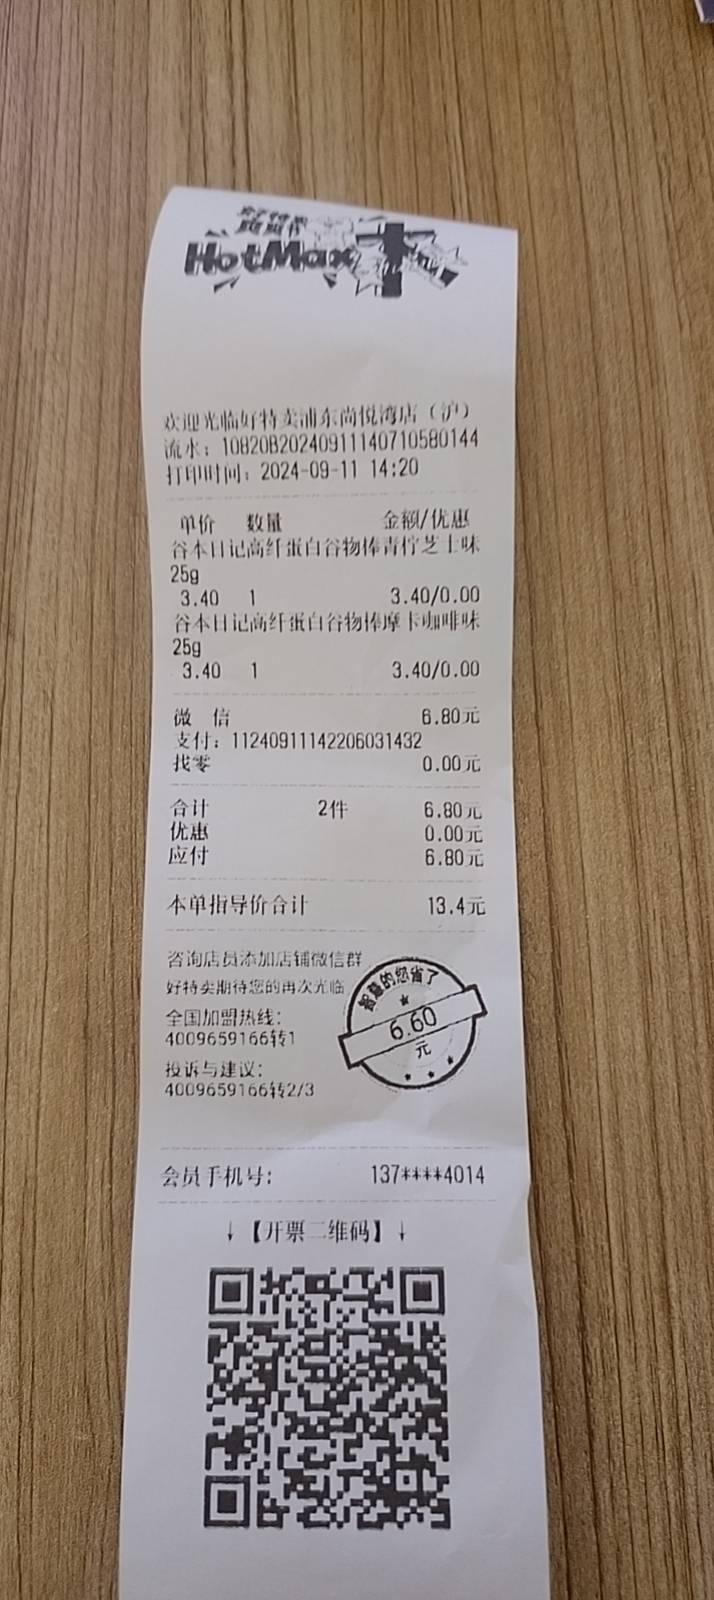 好特卖
HotMax
欢迎光临好特卖浦东尚悦湾店（沪）
流水：10820B20240911140710580144
打印时间：2024-09-11 14:20
单价 数量 金额/优惠
谷本日记高纤蛋白谷物棒青柠芝士味
25g
3.40 1 3.40/0.00
谷本日记高纤蛋白谷物棒摩卡咖啡味
25g
3.40 1 3.40/0.00
微 信 6.80元
支付：11240911142206031432
找零 0.00元
合计 2件 6.80元
优惠 0.00元
应付 6.80元
本单指导价合计 13.4元
咨询店员添加店铺微信群
好特卖期待您的再次光临
全国加盟热线：
4009659166转1
投诉与建议：
4009659166转2/3
智慧的您省了
6.60
元
会员手机号: 137****4014
↓【开票二维码】↓